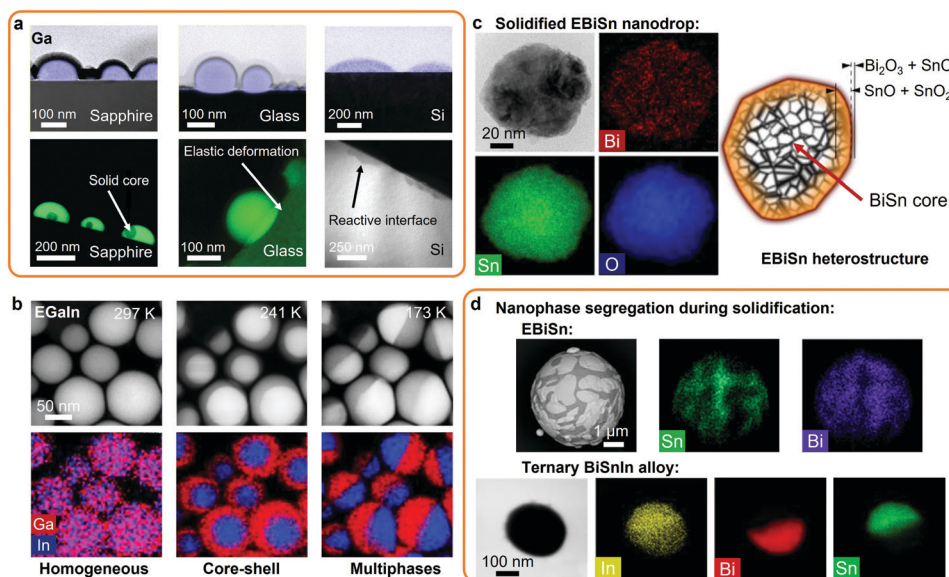 a
Ga
100 nm
Sapphire
100 nm
Glass
200 nm
Si
Solid core
200 nm
Sapphire
Elastic deformation
100 nm
Glass
Reactive interface
250 nm
Si
b
EGaIn
297 K
241 K
173 K
50 nm
Ga
In
Homogeneous
Core-shell
Multiphases
c
Solidified EBiSn nanodrop:
20 nm
Bi
Sn
O
Bi₂O₃ + SnO
SnO + SnO₂
BiSn core
EBiSn heterostructure
d
Nanophase segregation during solidification:
EBiSn:
1 µm
Sn
Bi
Ternary BiSnIn alloy:
100 nm
In
Bi
Sn